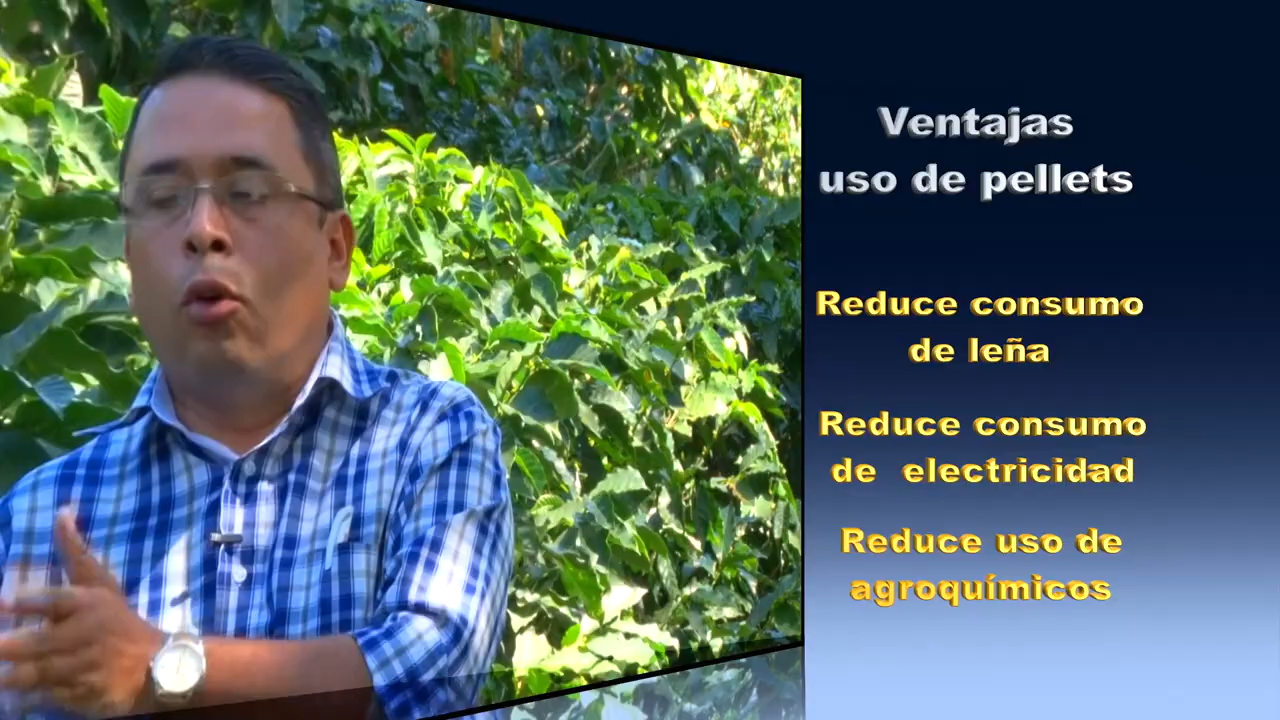 Ventajas
uso de pellets
Reduce consumo
de leña
Reduce consumo
de electricidad
Reduce uso de
agroquímicos